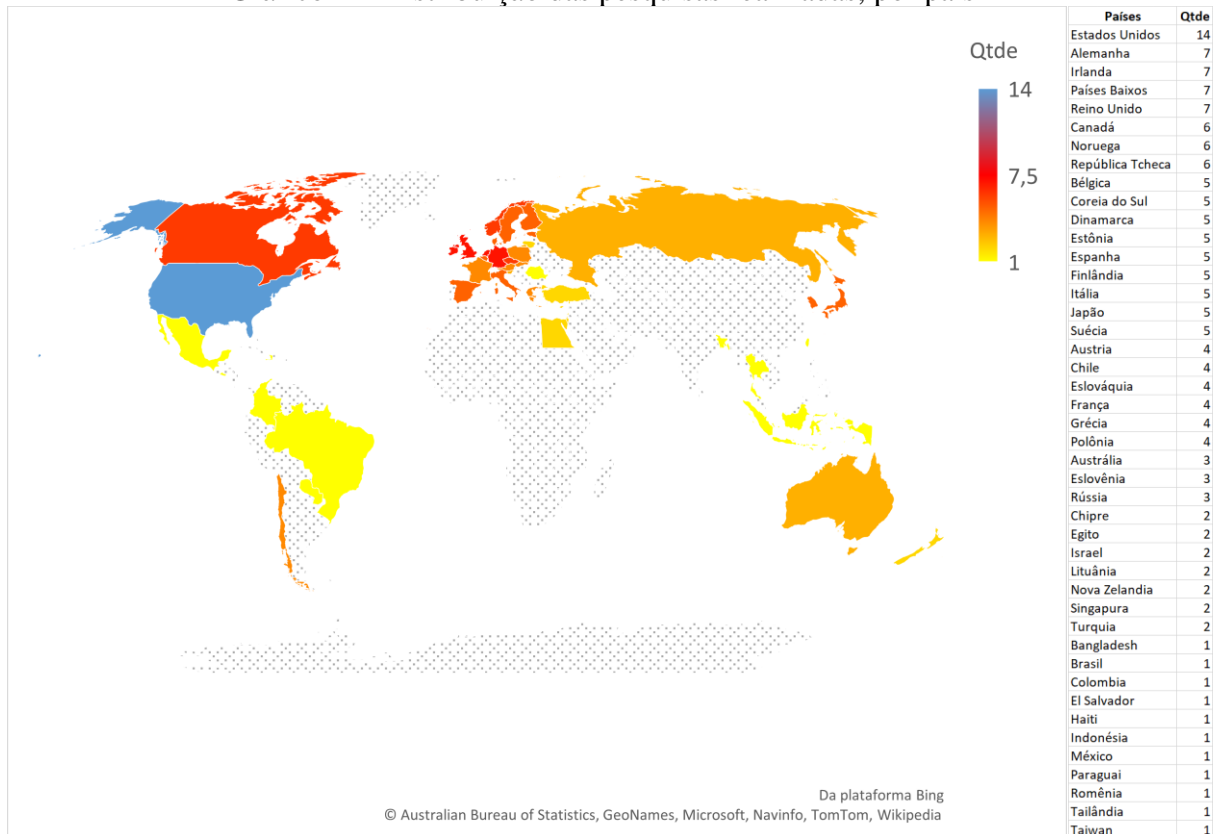 Qtde
14
7,5
1
Da plataforma Bing
© Australian Bureau of Statistics, GeoNames, Microsoft, Navinfo, TomTom, Wikipedia
Países Qtde
Estados Unidos 14
Alemanha 7
Irlanda 7
Países Baixos 7
Reino Unido 7
Canadá 6
Noruega 6
República Tcheca 6
Bélgica 5
Coreia do Sul 5
Dinamarca 5
Estônia 5
Espanha 5
Finlândia 5
Itália 5
Japão 5
Suécia 5
Austria 4
Chile 4
Eslováquia 4
França 4
Grécia 4
Polônia 4
Austrália 3
Eslovênia 3
Rússia 3
Chipre 2
Egito 2
Israel 2
Lituânia 2
Nova Zelandia 2
Singapura 2
Turquia 2
Bangladesh 1
Brasil 1
Colombia 1
El Salvador 1
Haiti 1
Indonésia 1
México 1
Paraguai 1
Romênia 1
Tailândia 1
Taiwan 1